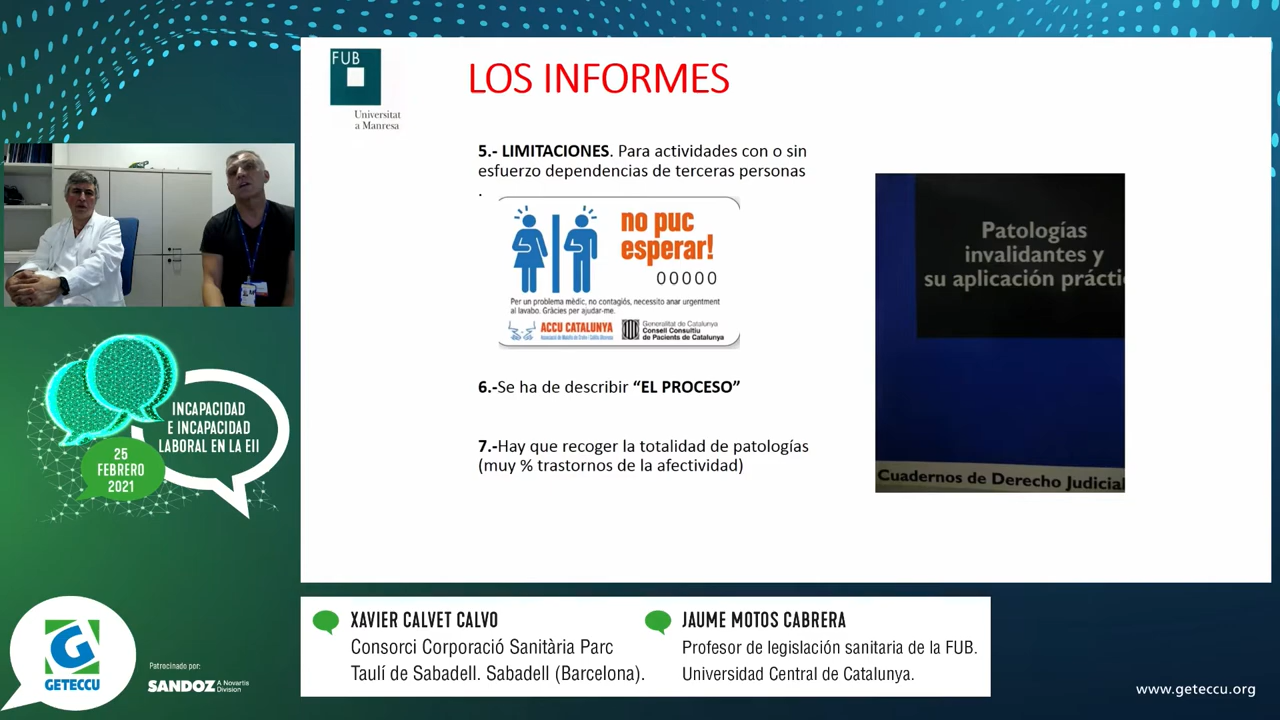 FUB
Universitat
a Manresa
LOS INFORMES
5.- LIMITACIONES. Para actividades con o sin
esfuerzo dependencias de terceras personas
.
no puc
esperar!
00000
Per un problema mèdic, no contagiós, necessito anar urgentment
al lavabo. Gràcies per ajudar-me.
ACCU CATALUNYA
Generalitat de Catalunya
Consell Consultiu
de Pacients de Catalunya
6.-Se ha de describir “EL PROCESO”
7.-Hay que recoger la totalidad de patologías
(muy % trastornos de la afectividad)
Patologías
invalidantes y
su aplicación prácti
Cuadernos de Derecho Judicial
INCAPACIDAD
E INCAPACIDAD
LABORAL EN LA EII
25
FEBRERO
2021
G
GETECCU
Patrocinado por:
SANDOZ A Novartis
Division
XAVIER CALVET CALVO
Consorci Corporació Sanitària Parc
Taulí de Sabadell. Sabadell (Barcelona).
JAUME MOTOS CABRERA
Profesor de legislación sanitaria de la FUB.
Universidad Central de Catalunya.
www.geteccu.org